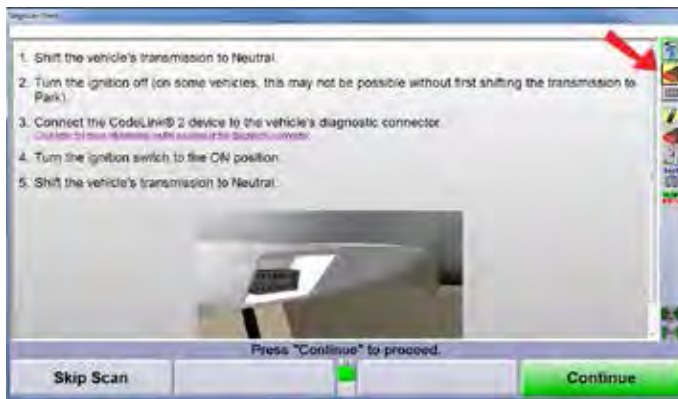 1. Shift the vehicle's transmission to Neutral.
2. Turn the ignition off (on some vehicles, this may not be possible without first shifting the transmission to
Park).
3. Connect the CodeLink® 2 device to the vehicle's diagnostic connector.
4. Turn the ignition switch to the ON position.
5. Shift the vehicle's transmission to Neutral.
Press "Continue" to proceed.
Skip Scan
Continue